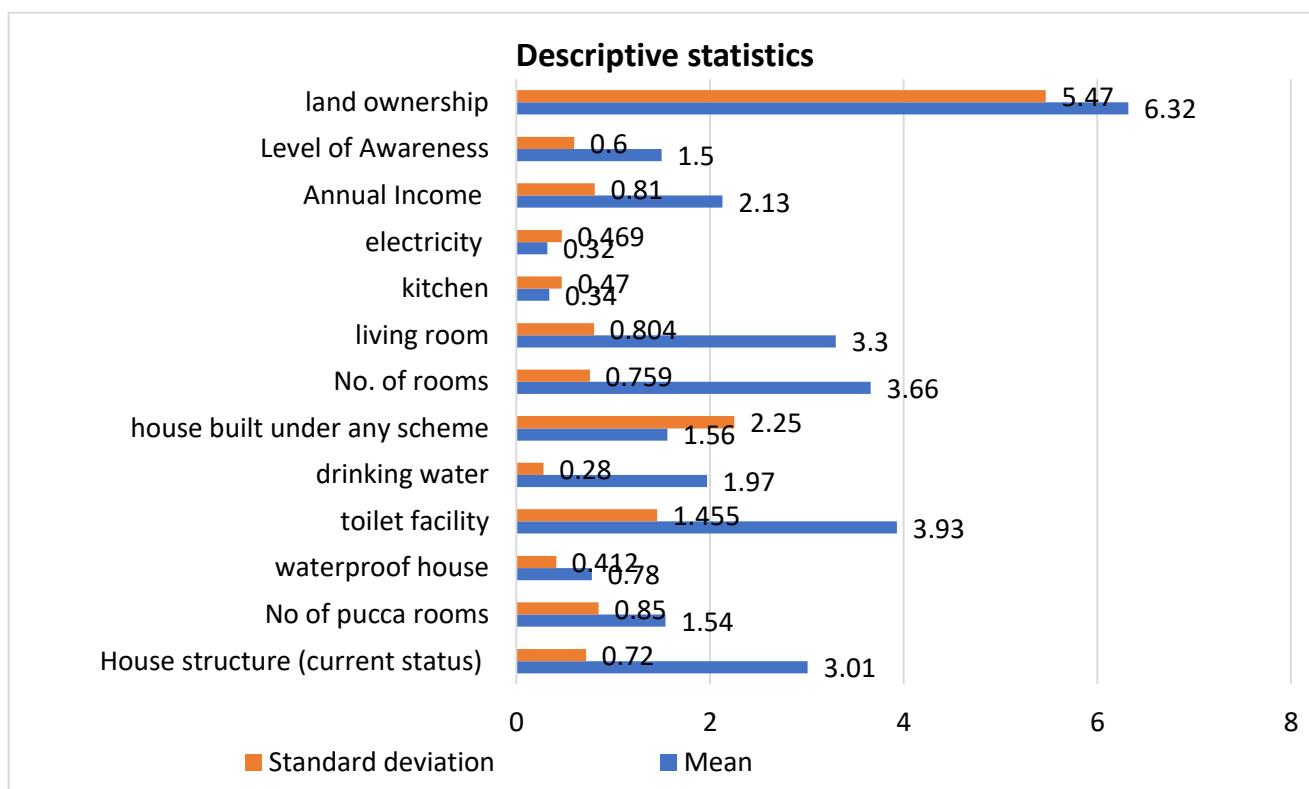 Descriptive statistics
land ownership
5.47
6.32
Level of Awareness
0.6
1.5
Annual Income
0.81
2.13
electricity
0.469
0.32
kitchen
0.47
0.34
living room
0.804
3.3
No. of rooms
0.759
3.66
house built under any scheme
2.25
1.56
drinking water
0.28
1.97
toilet facility
1.455
3.93
waterproof house
0.412
0.78
No of pucca rooms
0.85
1.54
House structure (current status)
0.72
3.01
0 2 4 6 8
Standard deviation Mean